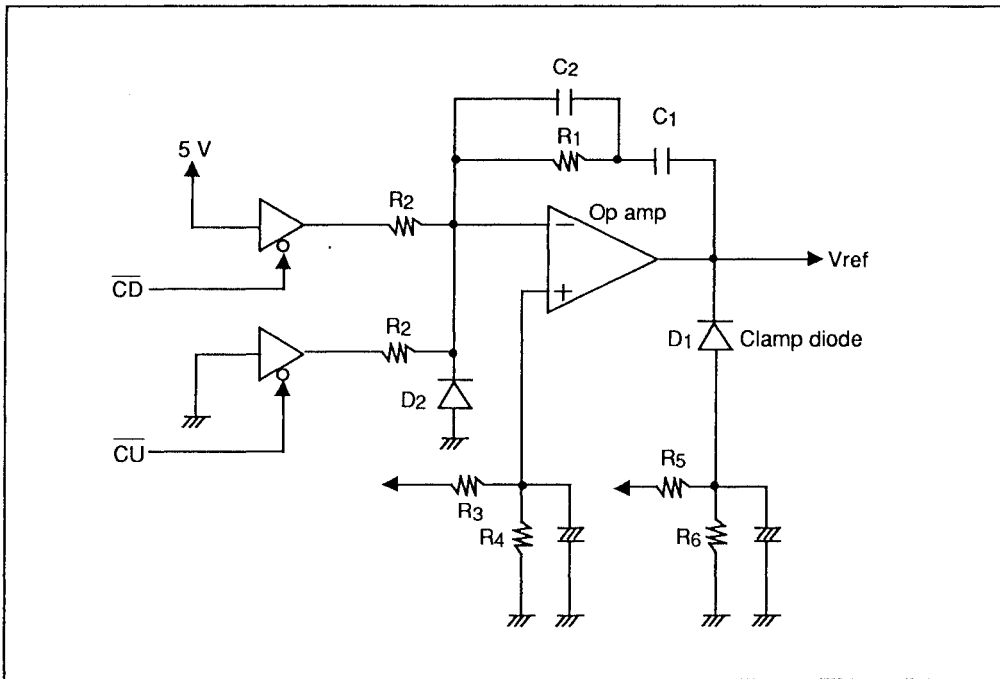 C2
C1
R1
5 V
R2
Op amp
−
Vref
CD
+
R2
D1 Clamp diode
D2
CU
R5
R3
R4
R6